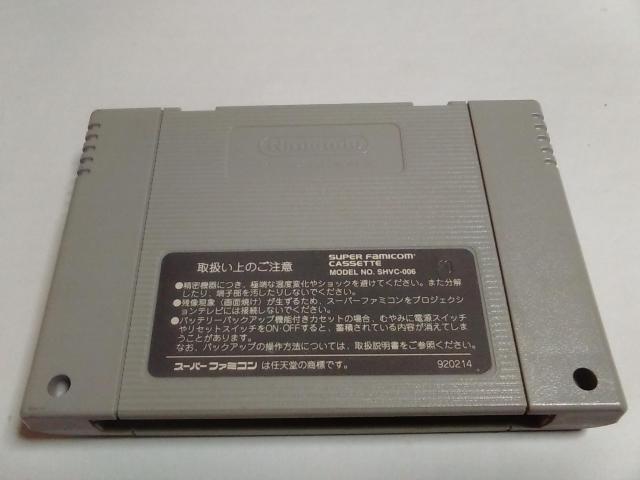 Nintendo
取扱い上のご注意
SUPER FAMICOM
CASSETTE
MODEL NO. SHVC-006
●精密機器につき、極端な温度変化やショックを避けてください。また分解
したり、端子部を汚したりしないでください。
●残像現象（画面焼け）が生ずるため、スーパーファミコンをプロジェクシ
ョンテレビには接続しないでください。
●バッテリーバックアップ機能付きカセットの場合、むやみに電源スイッチ
やリセットスイッチをON・OFFすると、蓄積されている内容が消えてしま
うことがあります。
なお、バックアップの操作方法については、取扱説明書をご参照ください。
スーパーファミコンは任天堂の商標です。
920214